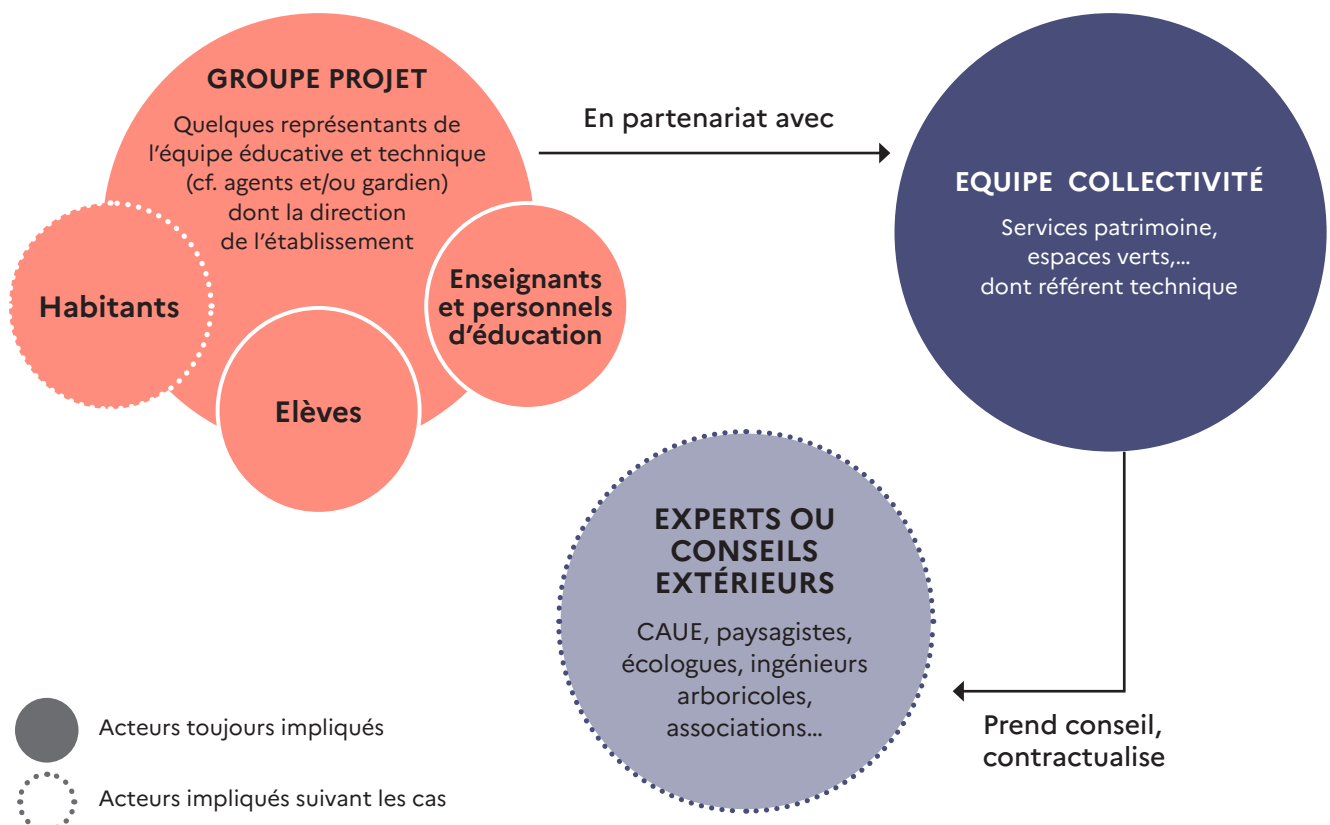 GROUPE PROJET
Quelques représentants de
l'équipe éducative et technique
(cf. agents et/ou gardien)
dont la direction
de l'établissement
Habitants
Elèves
Enseignants
et personnels
d'éducation
En partenariat avec
EQUIPE COLLECTIVITÉ
Services patrimoine,
espaces verts,...
dont référent technique
EXPERTS OU
CONSEILS
EXTÉRIEURS
CAUE, paysagistes,
écologues, ingénieurs
arboricoles,
associations...
Prend conseil,
contractualise
Acteurs toujours impliqués
Acteurs impliqués suivant les cas